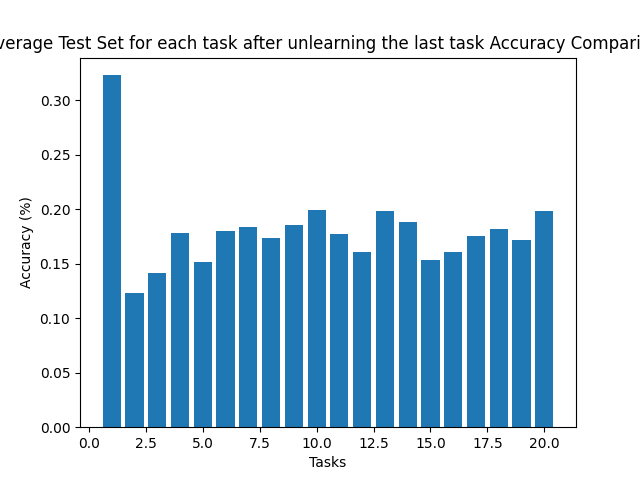 verage Test Set for each task after unlearning the last task Accuracy Compari
0.30
0.25
0.20
0.15
0.10
0.05
0.00
Accuracy (%)
0.0 2.5 5.0 7.5 10.0 12.5 15.0 17.5 20.0
Tasks